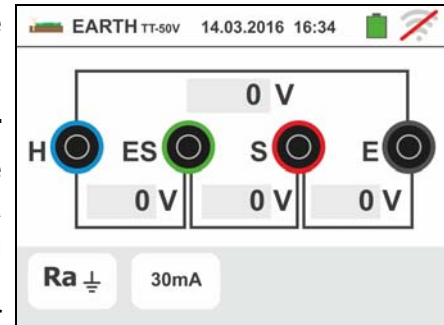 EARTH TT-50V 14.03.2016 16:34
0 V
H ES S E
0 V 0 V 0 V
Ra 30mA